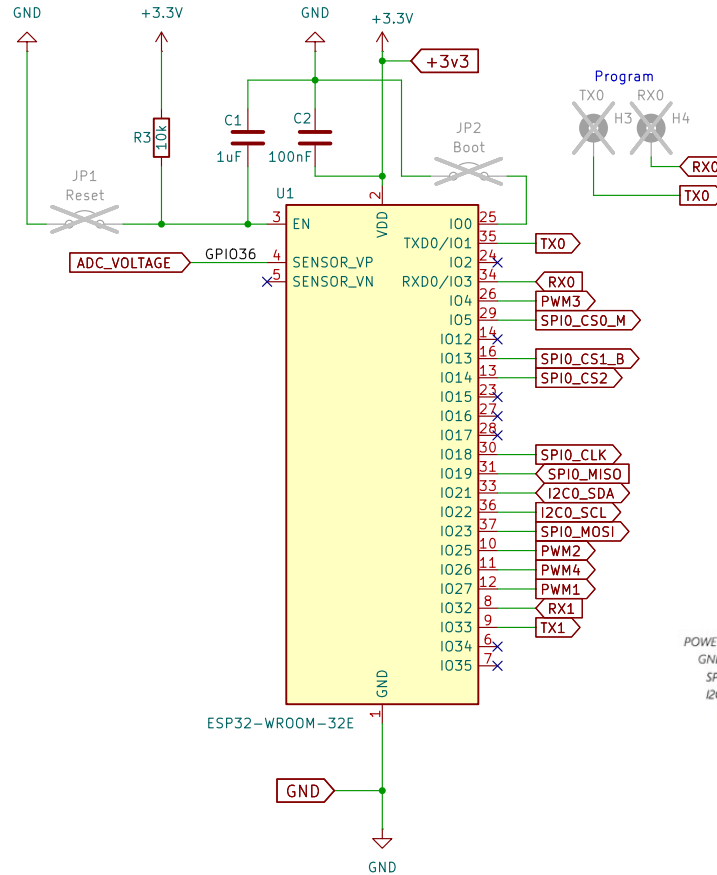 GND
+3.3V
GND
+3.3V
+3v3
Program
TX0
RX0
H3
H4
RX0
TX0
R3
10k
C1
1uF
C2
100nF
JP2
Boot
JP1
Reset
U1
2
VDD
3
EN
GPIO36
ADC_VOLTAGE
4
SENSOR_VP
5
SENSOR_VN
IO0
25
TXD0/IO1
35
TX0
IO2
24
RXD0/IO3
34
RX0
IO4
26
PWM3
IO5
29
SPI0_CS0_M
IO12
14
IO13
16
SPI0_CS1_B
IO14
13
SPI0_CS2
IO15
23
IO16
27
IO17
28
IO18
30
SPI0_CLK
IO19
31
SPI0_MISO
IO21
33
I2C0_SDA
IO22
36
I2C0_SCL
IO23
37
SPI0_MOSI
IO25
10
PWM2
IO26
11
PWM4
IO27
12
PWM1
IO32
8
RX1
IO33
9
TX1
IO34
6
IO35
7
GND
1
ESP32-WROOM-32E
GND
GND
POWE
GN
SP